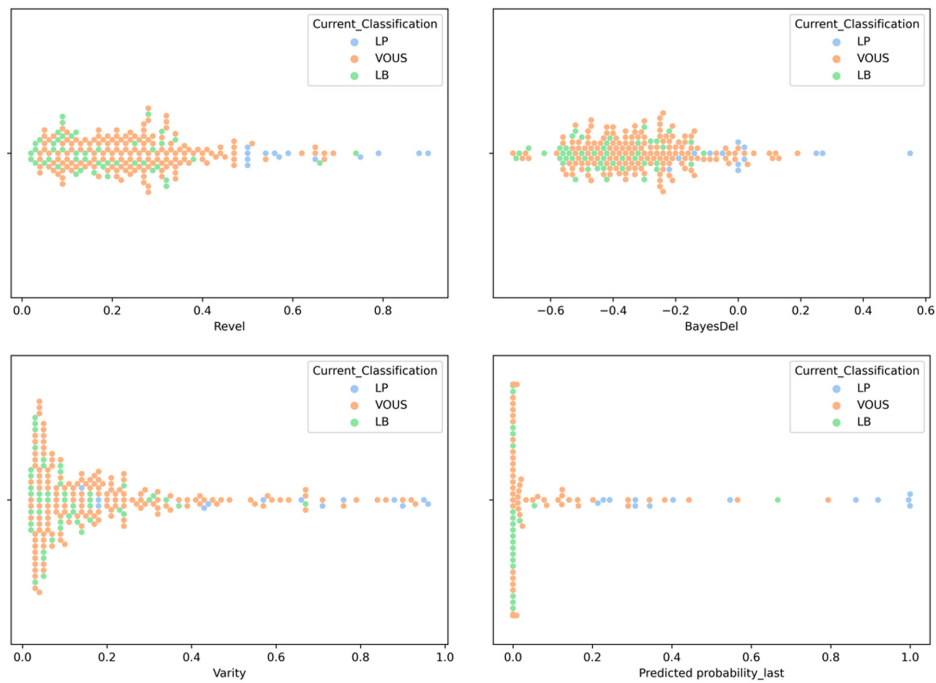 Current_Classification
LP
VOUS
LB
0.0 0.2 0.4 0.6 0.8
Revel
Current_Classification
LP
VOUS
LB
−0.6 −0.4 −0.2 0.0 0.2 0.4 0.6
BayesDel
Current_Classification
LP
VOUS
LB
0.0 0.2 0.4 0.6 0.8 1.0
Varity
Current_Classification
LP
VOUS
LB
0.0 0.2 0.4 0.6 0.8 1.0
Predicted probability_last